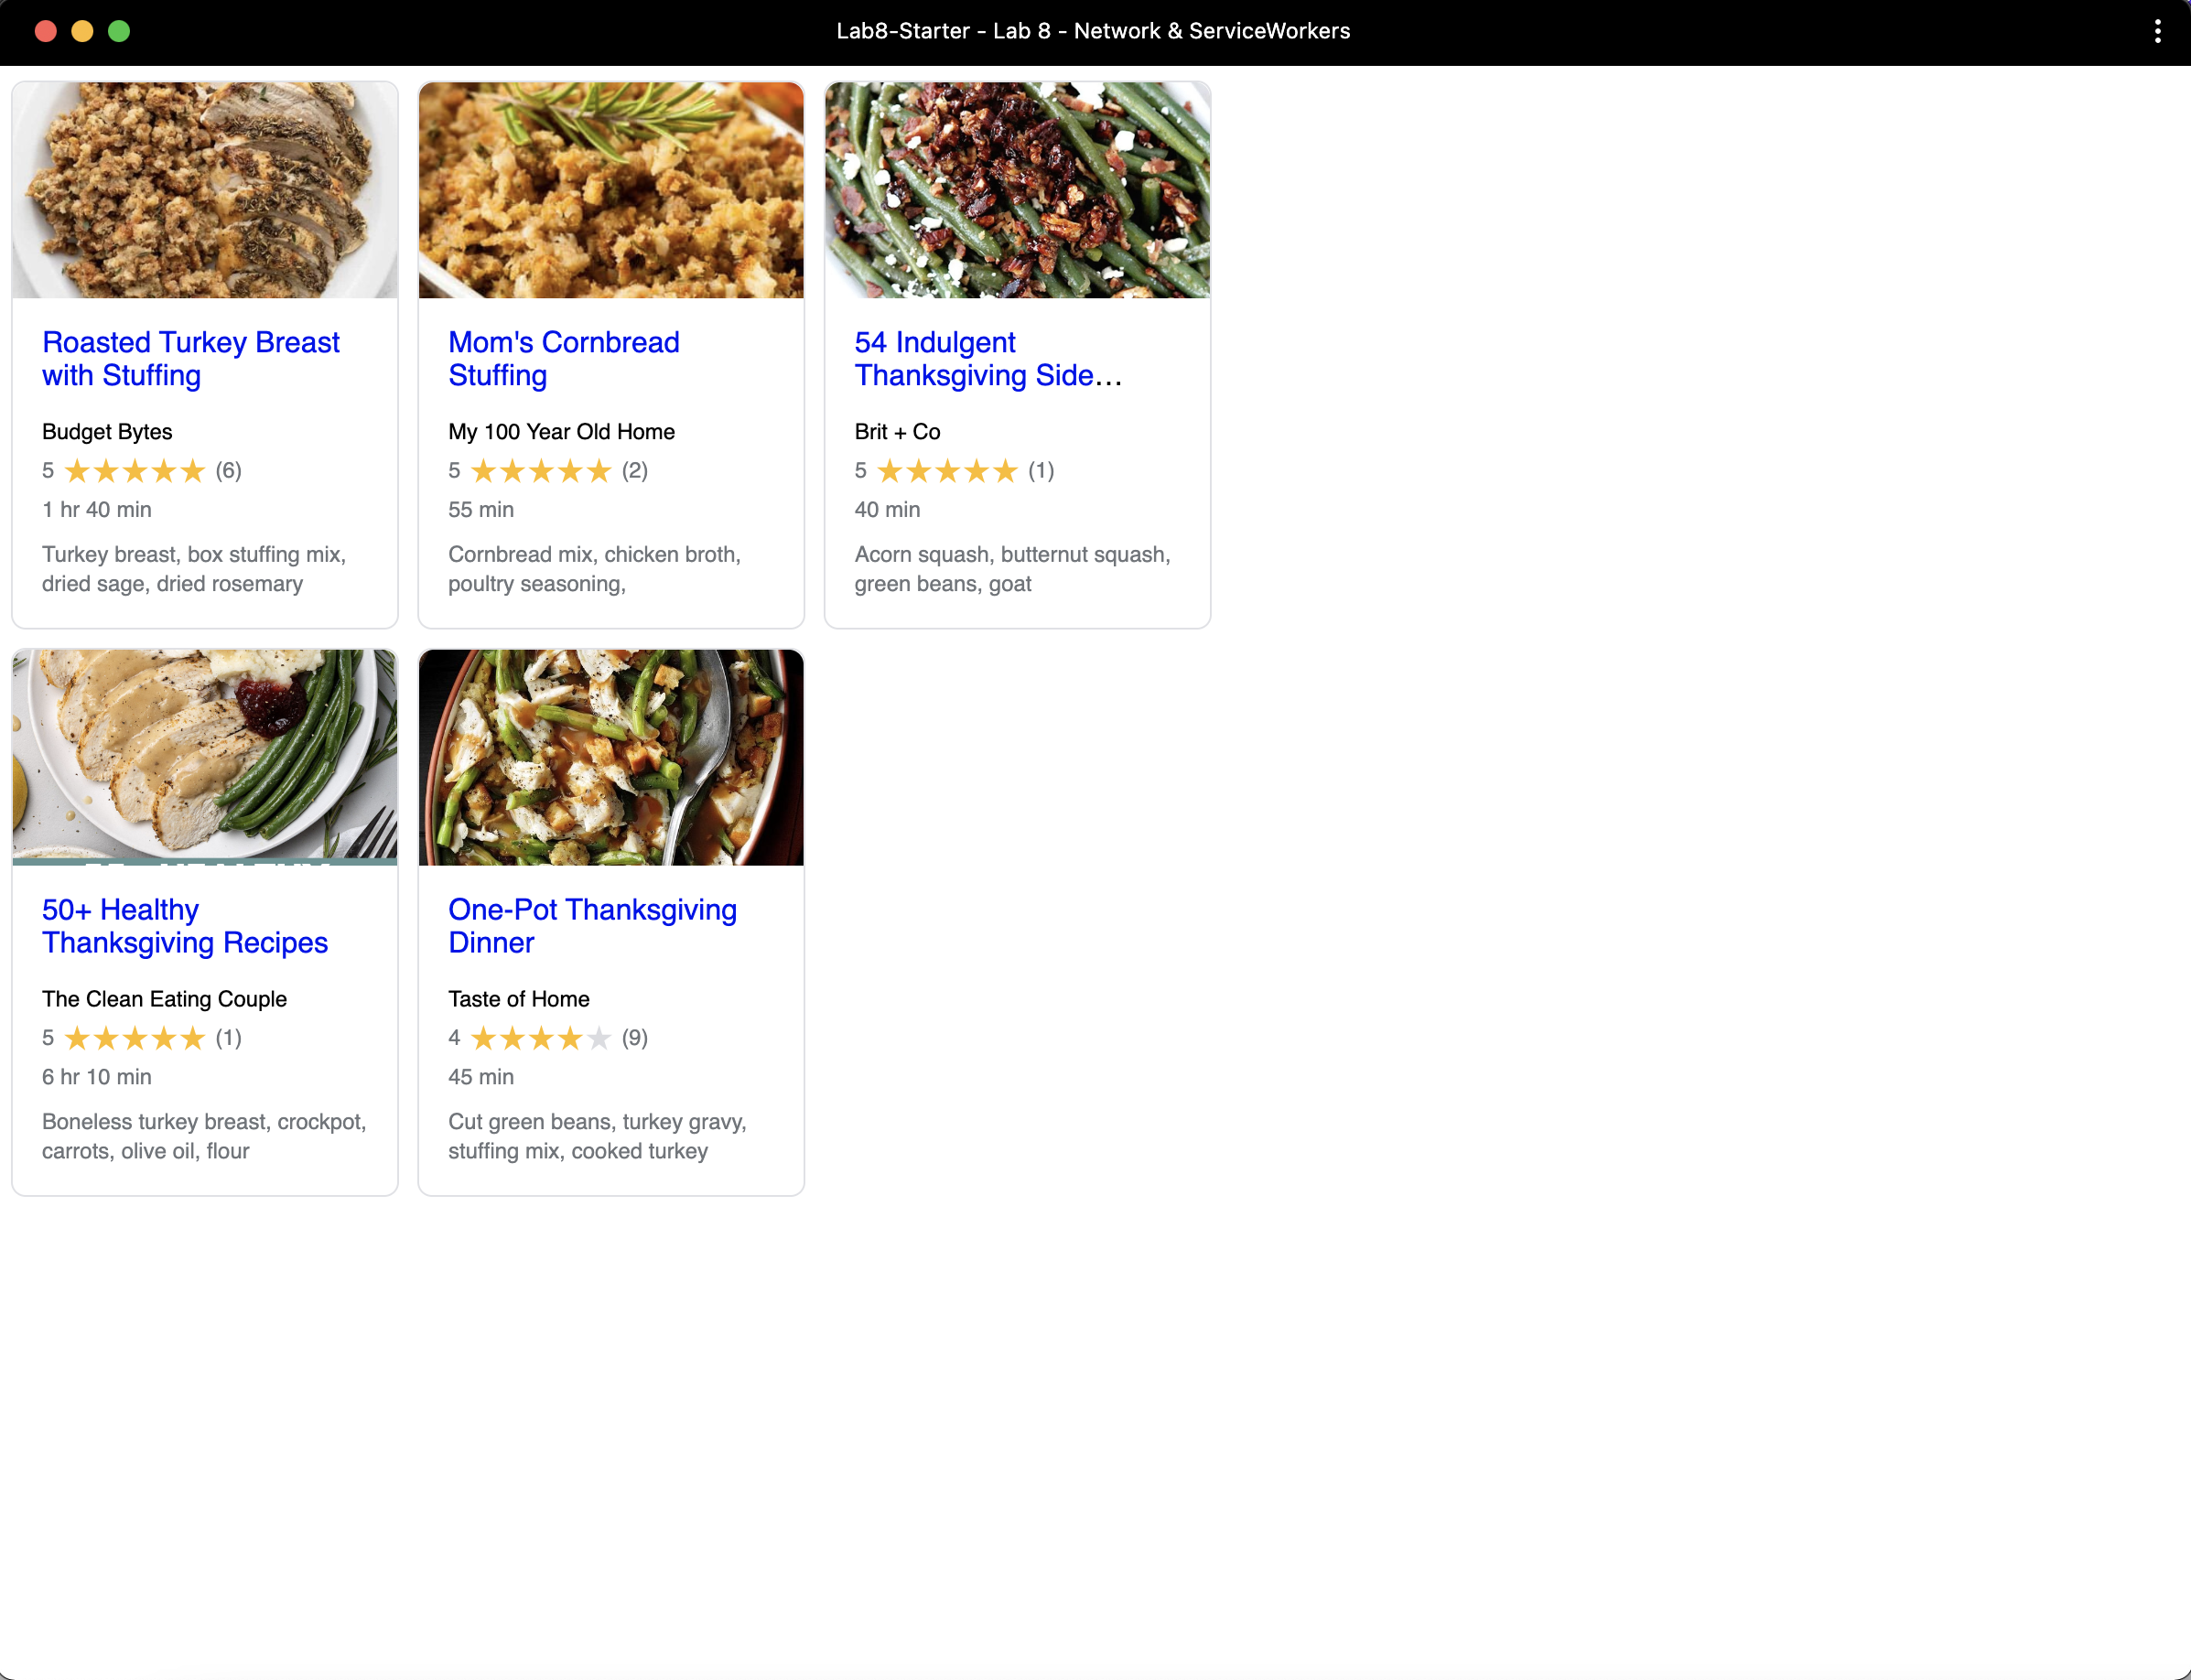 Lab8-Starter - Lab 8 - Network & ServiceWorkers
Roasted Turkey Breast
with Stuffing
Budget Bytes
5 ★★★★★ (6)
1 hr 40 min
Turkey breast, box stuffing mix,
dried sage, dried rosemary
Mom's Cornbread
Stuffing
My 100 Year Old Home
5 ★★★★★ (2)
55 min
Cornbread mix, chicken broth,
poultry seasoning,
54 Indulgent
Thanksgiving Side…
Brit + Co
5 ★★★★★ (1)
40 min
Acorn squash, butternut squash,
green beans, goat
50+ Healthy
Thanksgiving Recipes
The Clean Eating Couple
5 ★★★★★ (1)
6 hr 10 min
Boneless turkey breast, crockpot,
carrots, olive oil, flour
One-Pot Thanksgiving
Dinner
Taste of Home
4 ★★★★★ (9)
45 min
Cut green beans, turkey gravy,
stuffing mix, cooked turkey